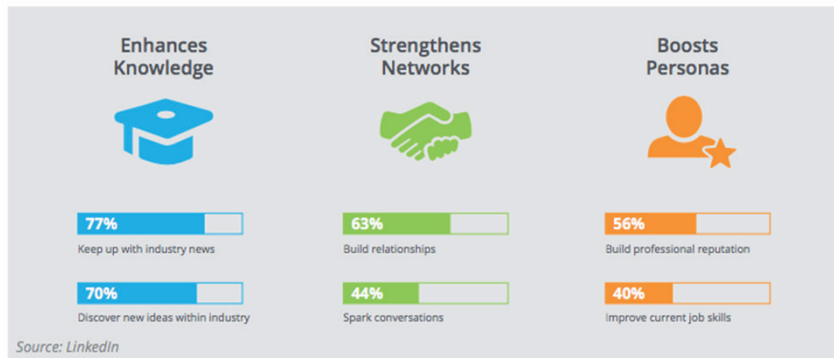 Enhances
Knowledge
77%
Keep up with industry news
70%
Discover new ideas within industry
Strengthens
Networks
63%
Build relationships
44%
Spark conversations
Boosts
Personas
56%
Build professional reputation
40%
Improve current job skills
Source: LinkedIn